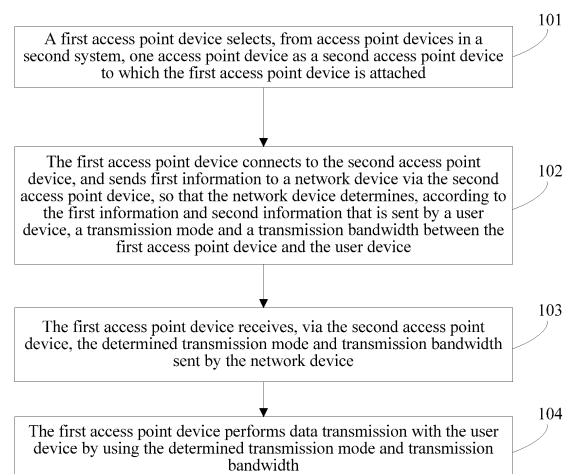 101
A first access point device selects, from access point devices in a
second system, one access point device as a second access point device
to which the first access point device is attached
102
The first access point device connects to the second access point
device, and sends first information to a network device via the second
access point device, so that the network device determines, according to
the first information and second information that is sent by a user
device, a transmission mode and a transmission bandwidth between the
first access point device and the user device
103
The first access point device receives, via the second access point
device, the determined transmission mode and transmission bandwidth
sent by the network device
104
The first access point device performs data transmission with the user
device by using the determined transmission mode and transmission
bandwidth